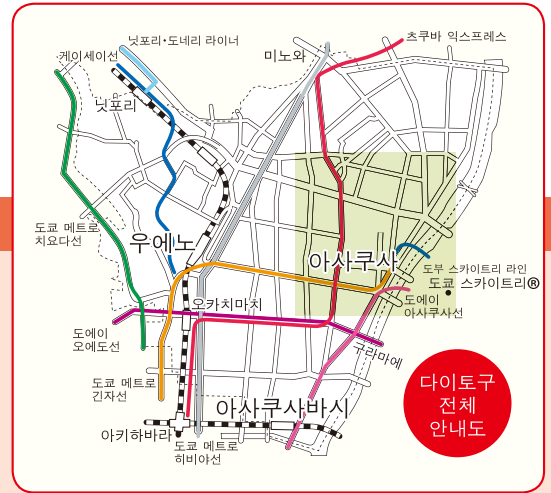 닛포리·도네리 라이너
게이세이선
미노와
츠쿠바 익스프레스
닛포리
도쿄 메트로
치요다선
우에노
아사쿠사
도부 스카이트리 라인
도쿄 스카이트리®
도에이
아사쿠사선
오카치마치
도에이
오에도선
구라마에
도쿄 메트로
긴자선
아사쿠사바시
아키하바라
도쿄 메트로
히비야선
다이토구
전체
안내도